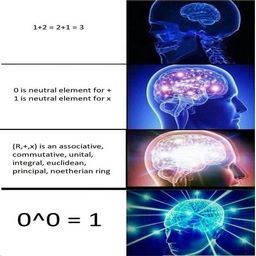 1+2 = 2+1 = 3
0 is neutral element for +
1 is neutral element for x
(R,+,x) is an associative,
commutative, unital,
integral, euclidean,
principal, noetherian ring
0^0 = 1